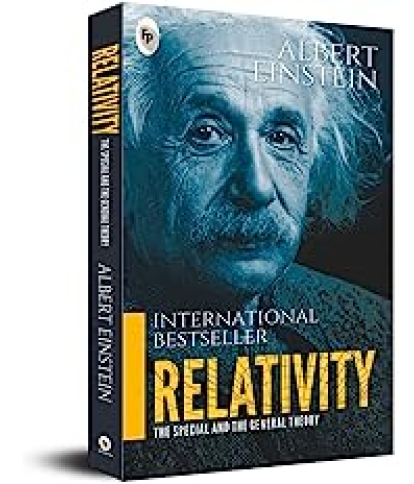 FP
ALBERT
EINSTEIN
INTERNATIONAL
BESTSELLER
RELATIVITY
THE SPECIAL AND THE GENERAL THEORY
RELATIVITY
THE SPECIAL AND THE GENERAL THEORY
ALBERT EINSTEIN